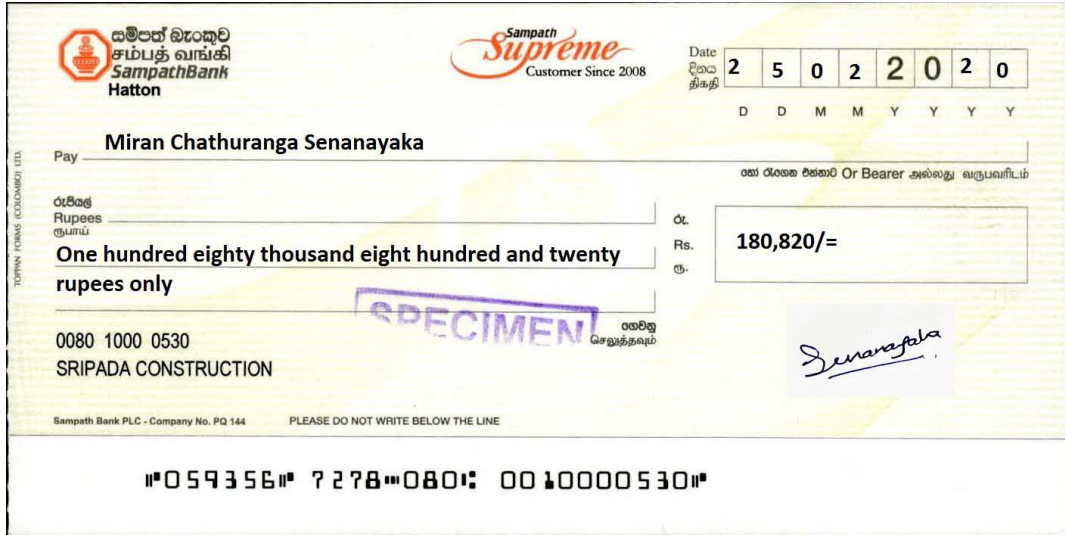 සම්පත් බැංකුව
சம்பத் வங்கி
SampathBank
Hatton
Sampath
Supreme
Customer Since 2008
Date
දිනය
திகதி
2 5 0 2 2 0 2 0
D D M M Y Y Y Y
Pay Miran Chathuranga Senanayaka
හෝ රැගෙන එන්නාට Or Bearer அல்லது வருபவரிடம்
රුපියල්
Rupees
ரூபாய்
One hundred eighty thousand eight hundred and twenty
rupees only
රු.
Rs. 180,820/=
ரூ.
SPECIMEN
ගෙවනු
செலுத்தவும்
0080 1000 0530
SRIPADA CONSTRUCTION
Senanayaka
Sampath Bank PLC - Company No. PQ 144 PLEASE DO NOT WRITE BELOW THE LINE
TOPPAN FORMS (COLOMBO) LTD.
⑈059356⑈ 7278⑉080⑆ 0010000530⑈